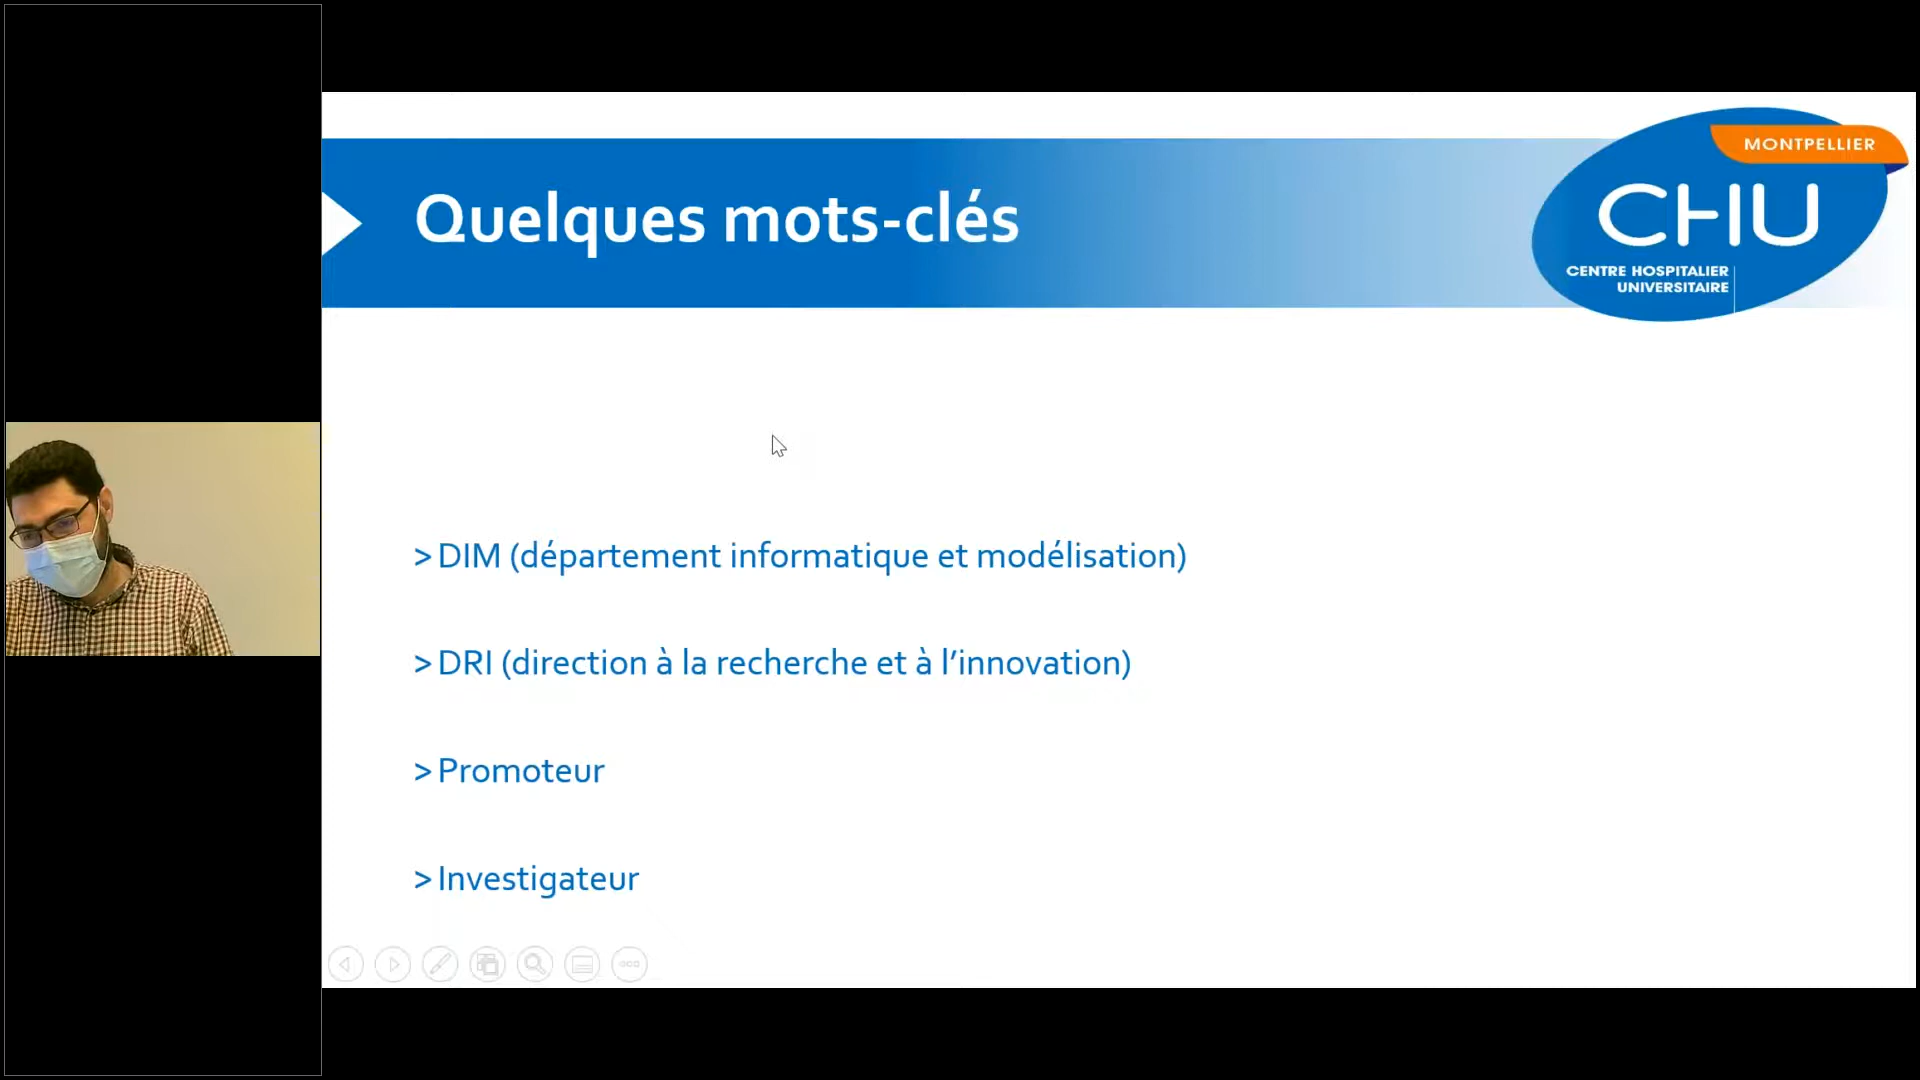 Quelques mots-clés
MONTPELLIER
CHU
CENTRE HOSPITALIER
UNIVERSITAIRE
> DIM (département informatique et modélisation)
> DRI (direction à la recherche et à l’innovation)
> Promoteur
> Investigateur